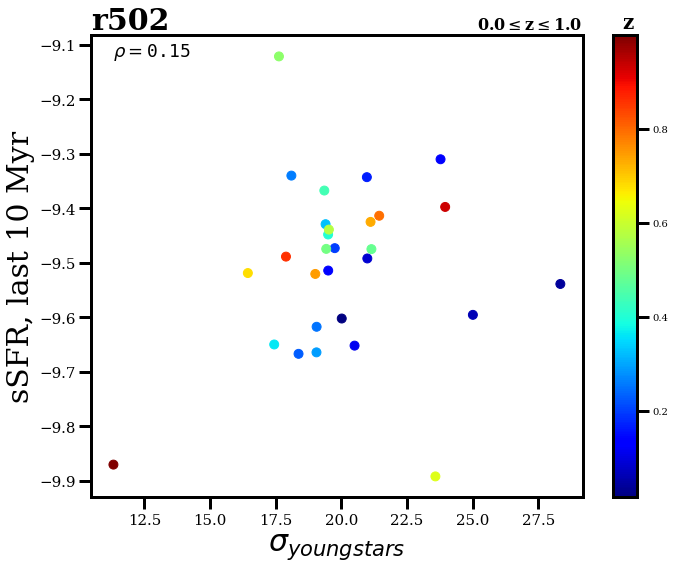 r502
0.0 ≤ z ≤ 1.0
z
ρ = 0.15
−9.1
−9.2
−9.3
−9.4
−9.5
−9.6
−9.7
−9.8
−9.9
sSFR, last 10 Myr
12.5 15.0 17.5 20.0 22.5 25.0 27.5
σyoungstars
0.8
0.6
0.4
0.2